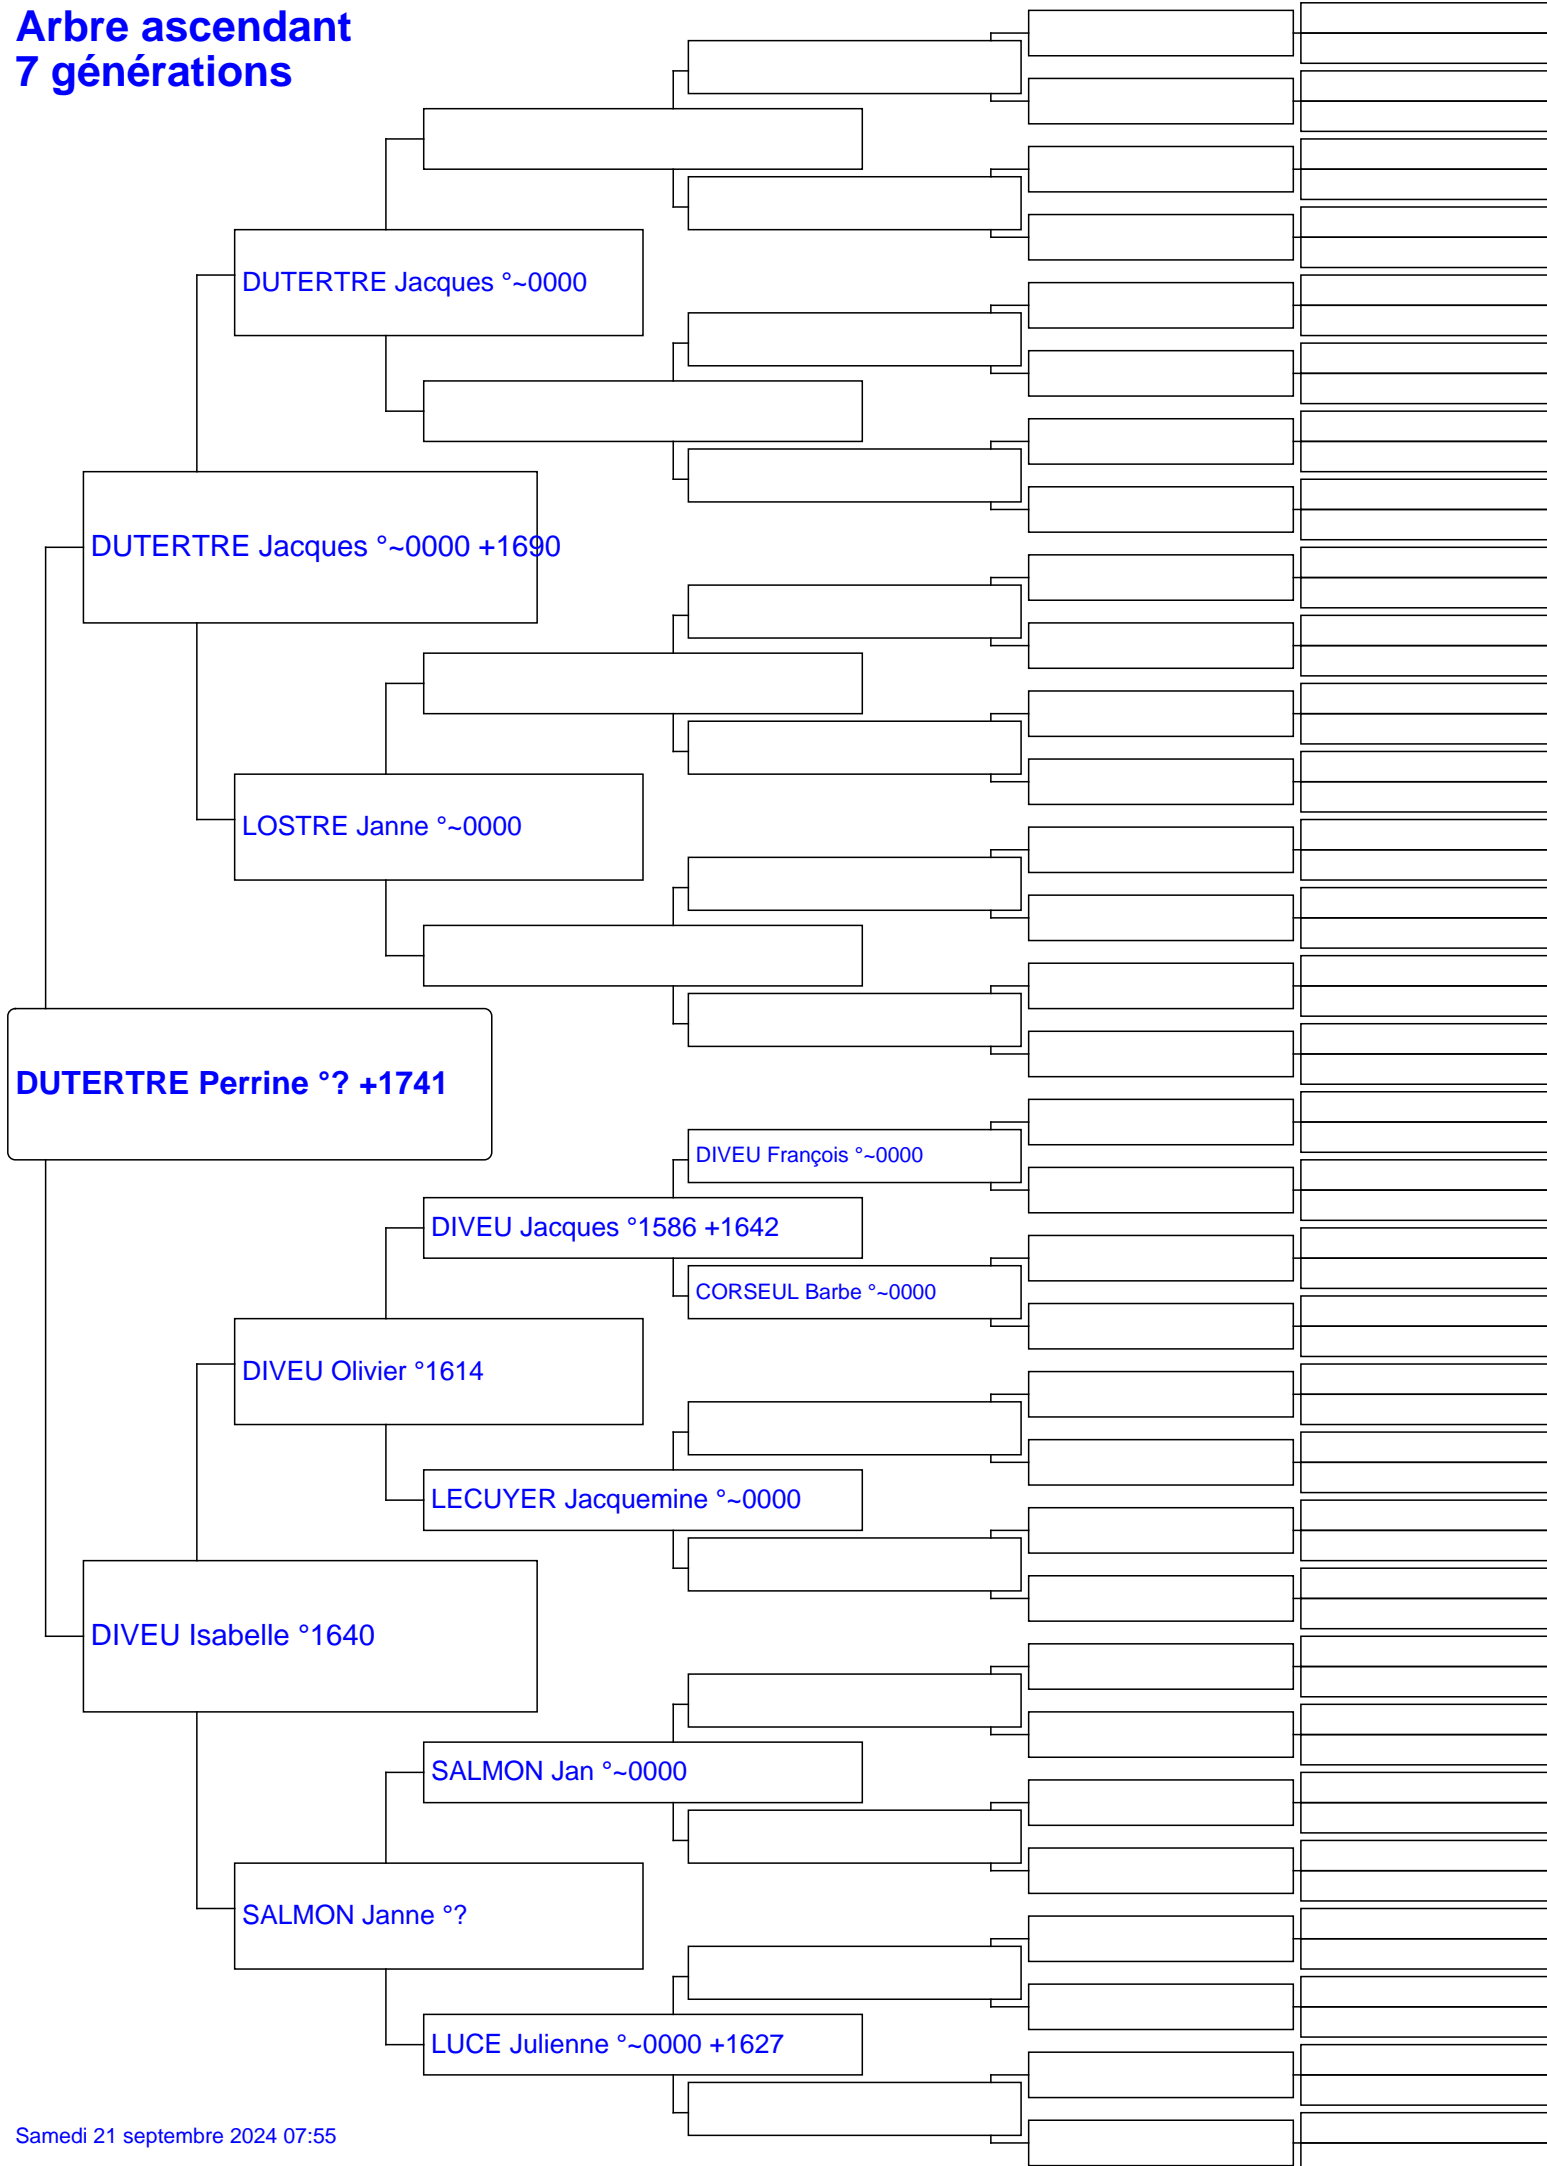 Arbre ascendant
7 générations
DUTERTRE Jacques °~0000
DUTERTRE Jacques °~0000 +1690
LOSTRE Janne °~0000
DUTERTRE Perrine °? +1741
DIVEU François °~0000
DIVEU Jacques °1586 +1642
CORSEUL Barbe °~0000
DIVEU Olivier °1614
LECUYER Jacquemine °~0000
DIVEU Isabelle °1640
SALMON Jan °~0000
SALMON Janne °?
LUCE Julienne °~0000 +1627
Samedi 21 septembre 2024 07:55